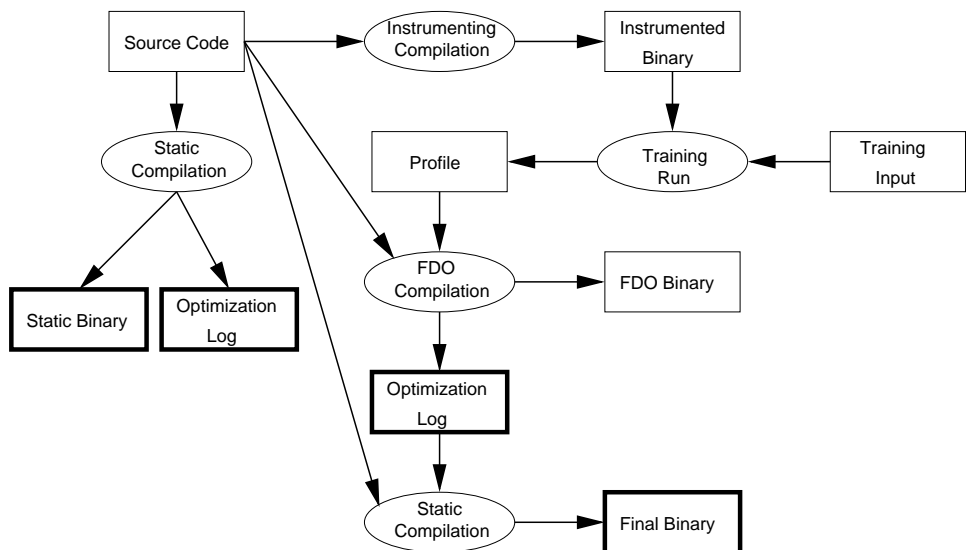 Source Code
Instrumenting
Compilation
Instrumented
Binary
Static
Compilation
Profile
Training
Run
Training
Input
FDO
Compilation
FDO Binary
Static Binary
Optimization
Log
Optimization
Log
Static
Compilation
Final Binary